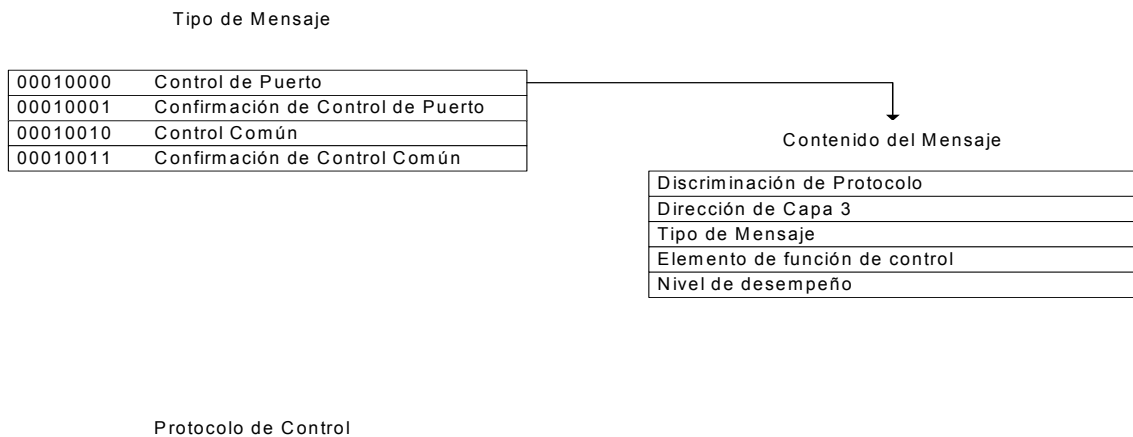 Tipo de Mensaje
00010000 Control de Puerto
00010001 Confirmación de Control de Puerto
00010010 Control Común
00010011 Confirmación de Control Común
Contenido del Mensaje
Discriminación de Protocolo
Dirección de Capa 3
Tipo de Mensaje
Elemento de función de control
Nivel de desempeño
Protocolo de Control